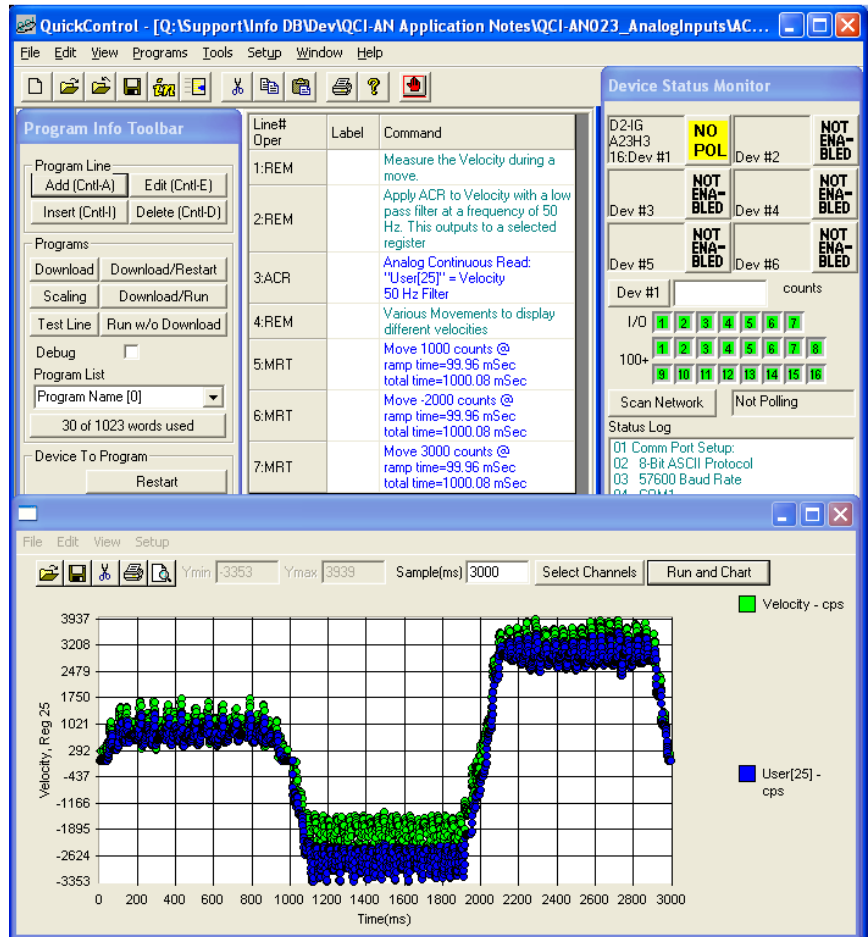 QuickControl - [Q:\Support\Info DB\Dev\QCI-AN Application Notes\QCI-AN023_AnalogInputs\AC...
File Edit View Programs Tools Setup Window Help
Program Info Toolbar
Program Line
Add (Cntl-A) Edit (Cntl-E)
Insert (Cntl-I) Delete (Cntl-D)
Programs
Download Download/Restart
Scaling Download/Run
Test Line Run w/o Download
Debug
Program List
Program Name [0]
30 of 1023 words used
Device To Program
Restart
Line# Oper Label Command
1:REM Measure the Velocity during a
move.
2:REM Apply ACR to Velocity with a low
pass filter at a frequency of 50
Hz. This outputs to a selected
register
3:ACR Analog Continuous Read:
"User[25]" = Velocity
50 Hz Filter
4:REM Various Movements to display
different velocities
5:MRT Move 1000 counts @
ramp time=99.96 mSec
total time=1000.08 mSec
6:MRT Move -2000 counts @
ramp time=99.96 mSec
total time=1000.08 mSec
7:MRT Move 3000 counts @
ramp time=99.96 mSec
total time=1000.08 mSec
Device Status Monitor
D2-IG
A23H3
16:Dev #1
NO
POL
Dev #2
NOT
ENA-
BLED
Dev #3
NOT
ENA-
BLED
Dev #4
NOT
ENA-
BLED
Dev #5
NOT
ENA-
BLED
Dev #6
NOT
ENA-
BLED
Dev #1 counts
I/O 1 2 3 4 5 6 7
100+ 1 2 3 4 5 6 7 8
9 10 11 12 13 14 15 16
Scan Network Not Polling
Status Log
01 Comm Port Setup:
02 8-Bit ASCII Protocol
03 57600 Baud Rate
04 COM1
File Edit View Setup
Ymin -3353 Ymax 3939 Sample(ms) 3000 Select Channels Run and Chart
Velocity - cps
User[25] -
cps
Velocity, Reg 25
3937
3208
2479
1750
1021
292
-437
-1166
-1895
-2624
-3353
0 200 400 600 800 1000 1200 1400 1600 1800 2000 2200 2400 2600 2800 3000
Time(ms)